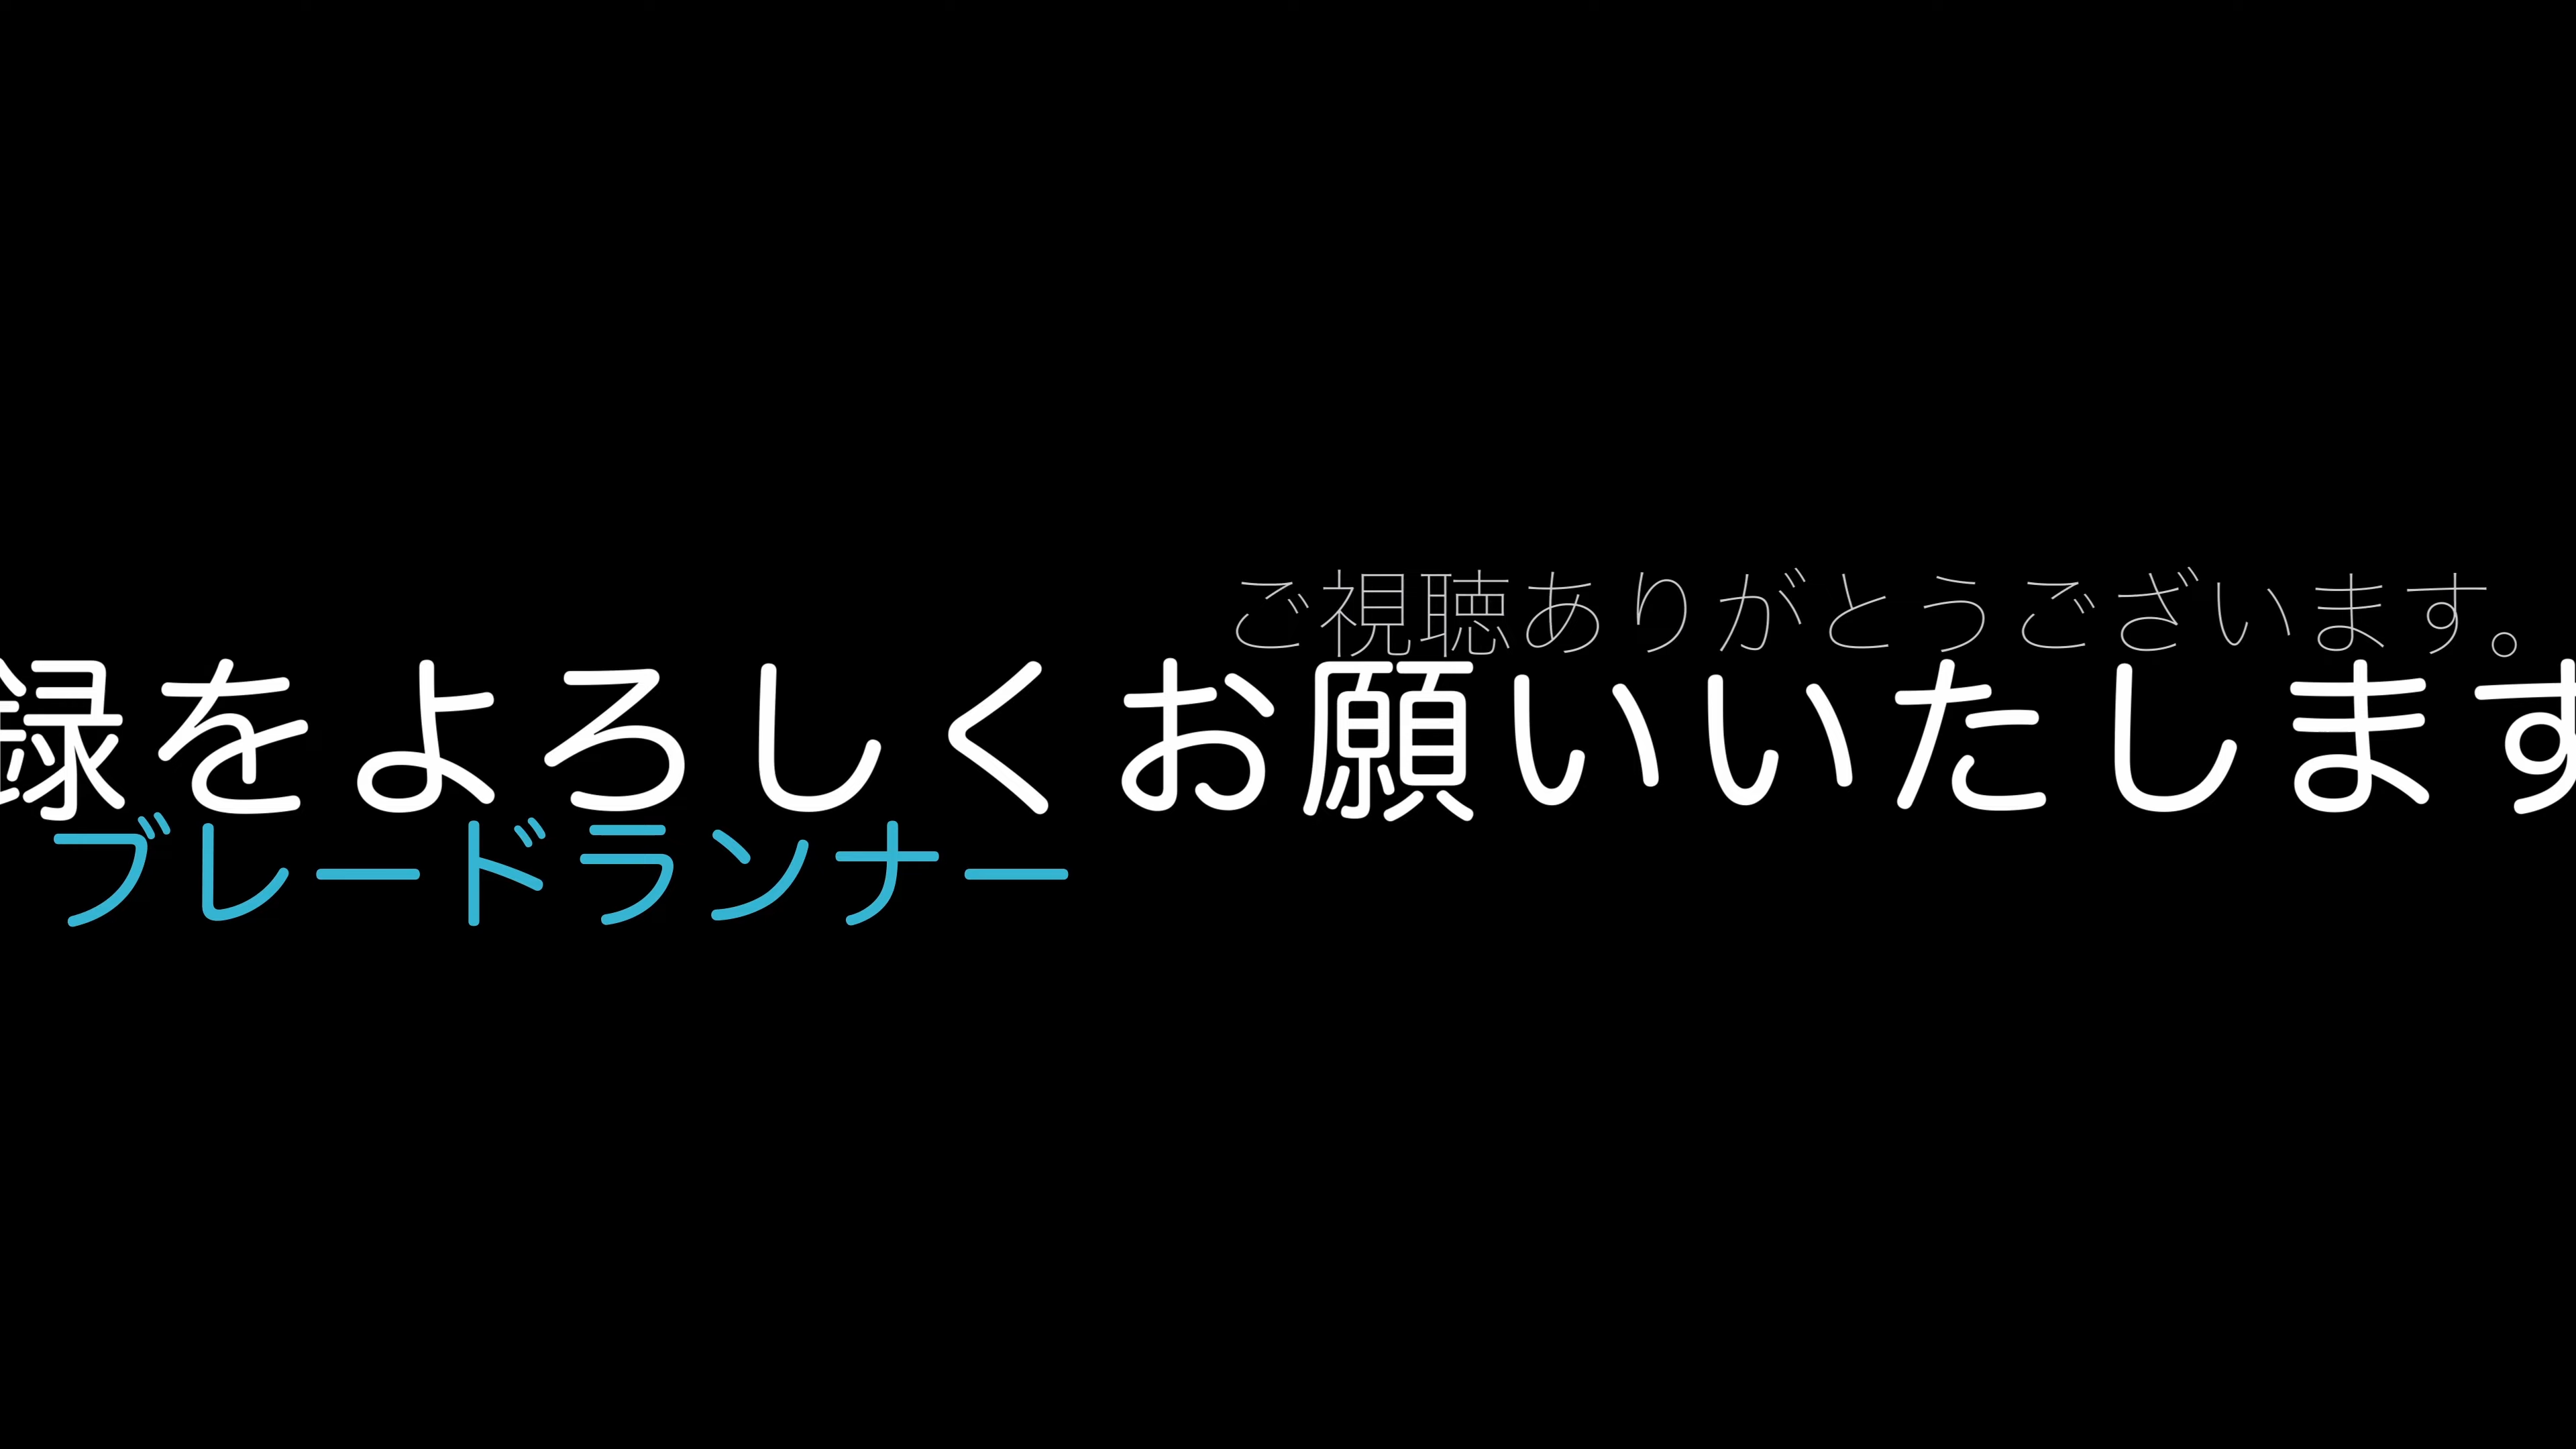 ご視聴ありがとうございます。
録をよろしくお願いいたします
ブレードランナー